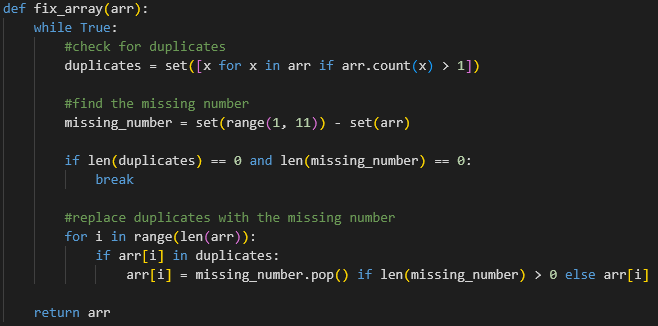 def fix_array(arr):
    while True:
        #check for duplicates
        duplicates = set([x for x in arr if arr.count(x) > 1])

        #find the missing number
        missing_number = set(range(1, 11)) - set(arr)

        if len(duplicates) == 0 and len(missing_number) == 0:
            break

        #replace duplicates with the missing number
        for i in range(len(arr)):
            if arr[i] in duplicates:
                arr[i] = missing_number.pop() if len(missing_number) > 0 else arr[i]

    return arr